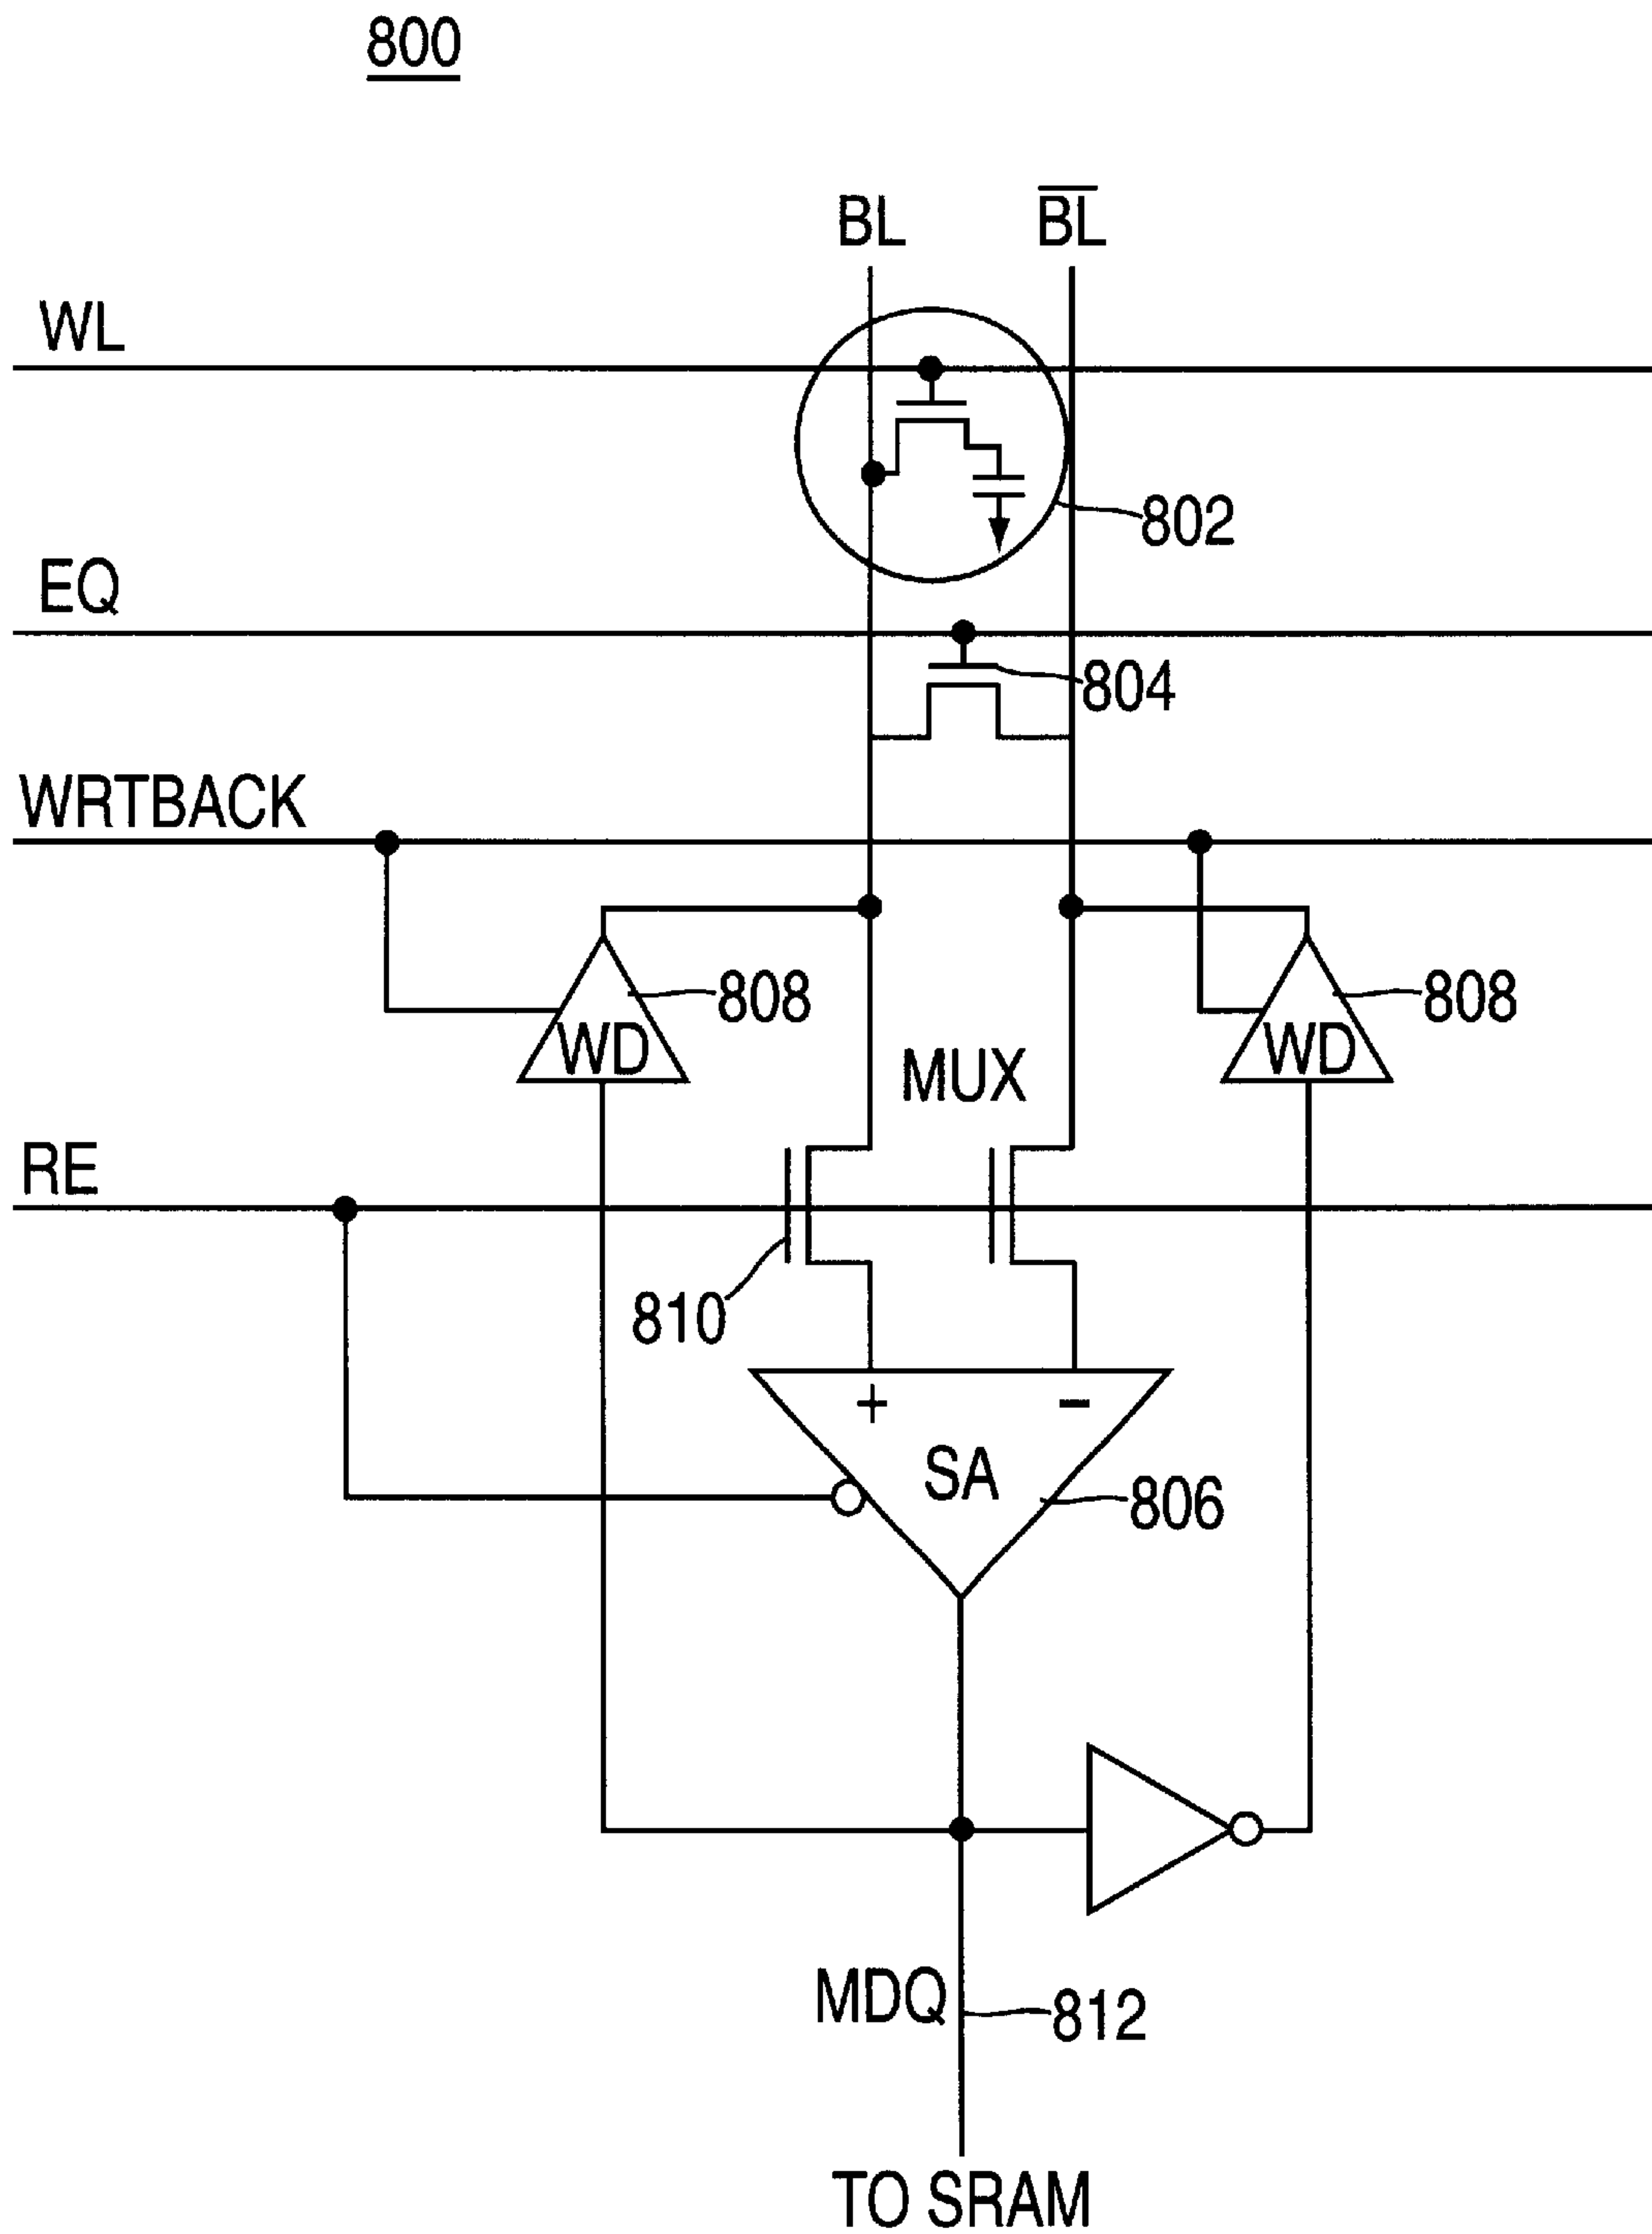 800
BL B̅L̅
WL
802
EQ
804
WRTBACK
808 808
WD WD
MUX
RE
810
+ −
SA
806
MDQ
812
TO SRAM